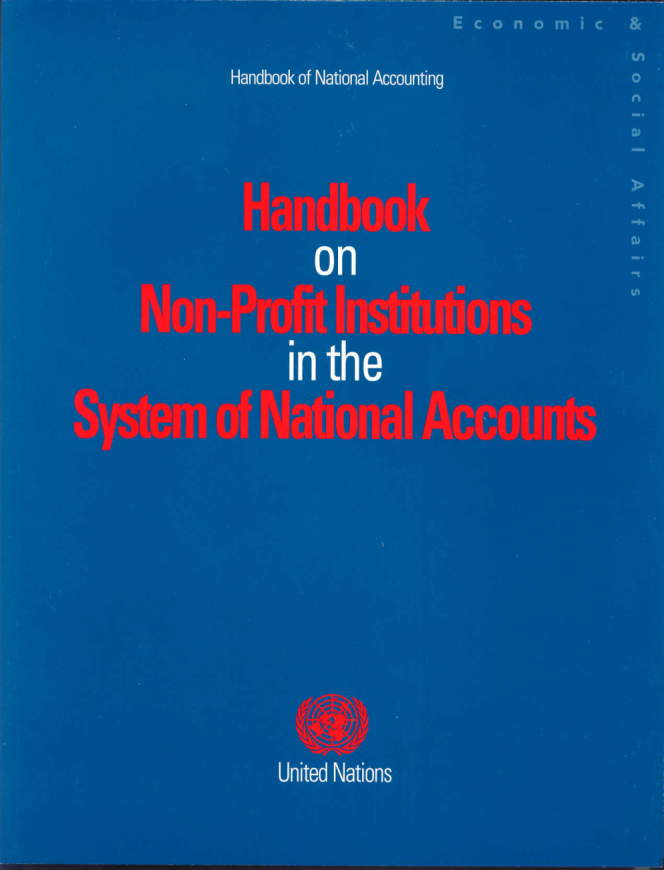 Economic &
Social Affairs
Handbook of National Accounting
Handbook
on
Non-Profit Institutions
in the
System of National Accounts
United Nations